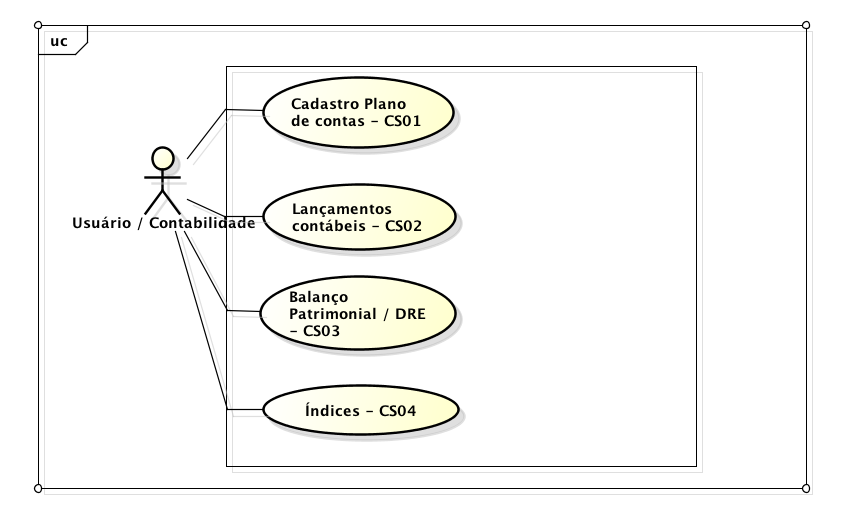 uc
Cadastro Plano
de contas - CS01
Usuário / Contabilidade
Lançamentos
contábeis - CS02
Balanço
Patrimonial / DRE
- CS03
Índices - CS04